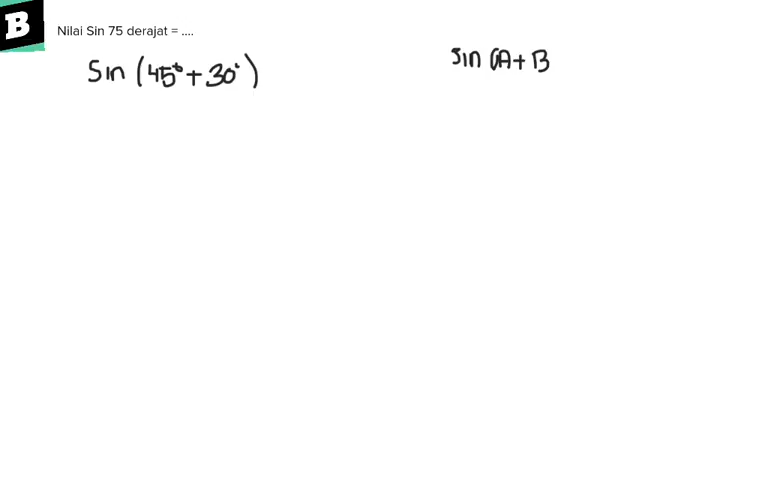 B
Nilai Sin 75 derajat = ....
Sin (45° + 30°)
Sin (A + B